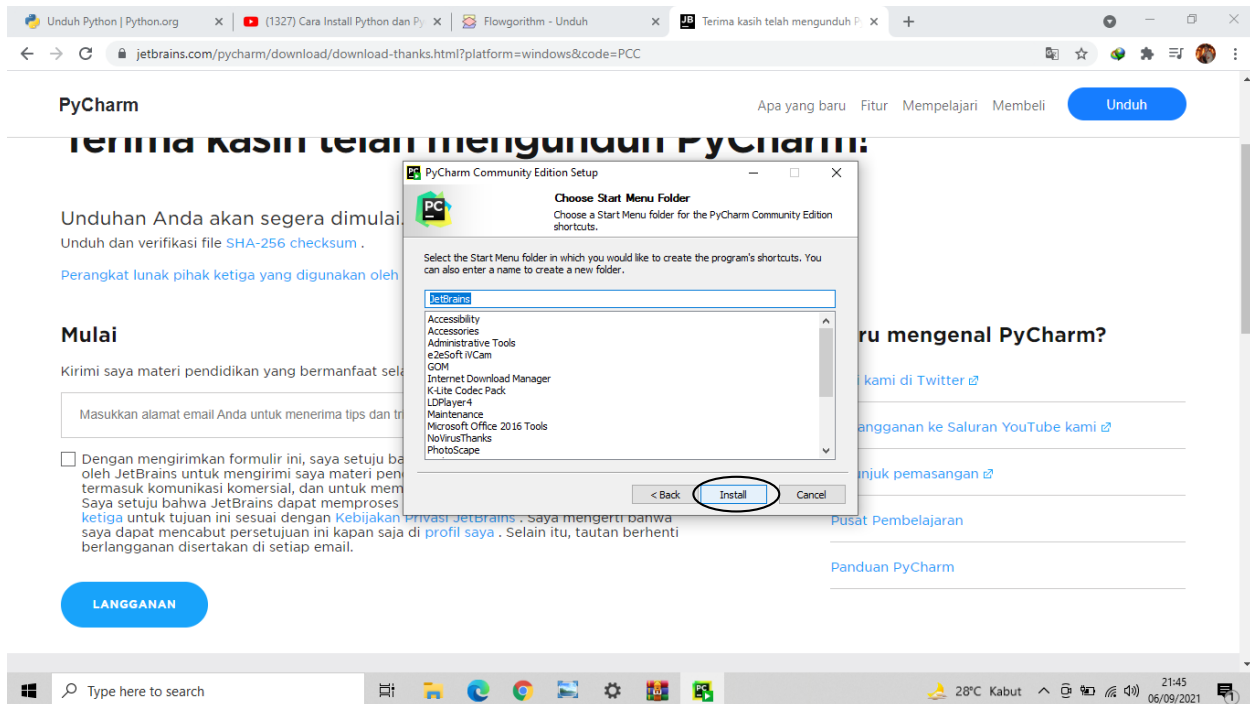 Unduh Python | Python.org
(1327) Cara Install Python dan Py
Flowgorithm - Unduh
Terima kasih telah mengunduh P
jetbrains.com/pycharm/download/download-thanks.html?platform=windows&code=PCC
PyCharm
Apa yang baru Fitur Mempelajari Membeli Unduh
Terima kasih telah mengunduh PyCharm!
Unduhan Anda akan segera dimulai.
Unduh dan verifikasi file SHA-256 checksum .
Perangkat lunak pihak ketiga yang digunakan oleh
Mulai
Kirimi saya materi pendidikan yang bermanfaat sela
Masukkan alamat email Anda untuk menerima tips dan tr
Dengan mengirimkan formulir ini, saya setuju ba
oleh JetBrains untuk mengirimi saya materi pen
termasuk komunikasi komersial, dan untuk mem
Saya setuju bahwa JetBrains dapat memproses
ketiga untuk tujuan ini sesuai dengan Kebijakan Privasi JetBrains . Saya mengerti bahwa
saya dapat mencabut persetujuan ini kapan saja di profil saya . Selain itu, tautan berhenti
berlangganan disertakan di setiap email.
LANGGANAN
PyCharm Community Edition Setup
Choose Start Menu Folder
Choose a Start Menu folder for the PyCharm Community Edition
shortcuts.
Select the Start Menu folder in which you would like to create the program's shortcuts. You
can also enter a name to create a new folder.
JetBrains
Accessibility
Accessories
Administrative Tools
e2eSoft iVCam
GOM
Internet Download Manager
K-Lite Codec Pack
LDPlayer4
Maintenance
Microsoft Office 2016 Tools
NoVirusThanks
PhotoScape
< Back Install Cancel
ru mengenal PyCharm?
i kami di Twitter
angganan ke Saluran YouTube kami
njuk pemasangan
Pusat Pembelajaran
Panduan PyCharm
Type here to search
28°C Kabut
21:45
06/09/2021